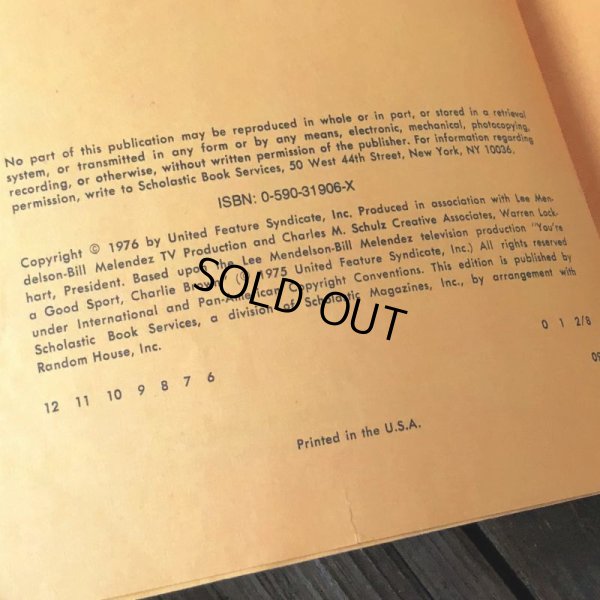 No part of this publication may be reproduced in whole or in part, or stored in a retrieval
system, or transmitted in any form or by any means, electronic, mechanical, photocopying,
recording, or otherwise, without written permission of the publisher. For information regarding
permission, write to Scholastic Book Services, 50 West 44th Street, New York, NY 10036.
ISBN: 0-590-31906-X
Copyright © 1976 by United Feature Syndicate, Inc. Produced in association with Lee Men-
delson-Bill Melendez TV Production and Charles M. Schulz Creative Associates, Warren Lock-
hart, President. Based upon the Lee Mendelson-Bill Melendez television production "You're
a Good Sport, Charlie Brown" (© 1975 United Feature Syndicate, Inc.) All rights reserved
under International and Pan-American Copyright Conventions. This edition is published by
Scholastic Book Services, a division of Scholastic Magazines, Inc., by arrangement with
Random House, Inc.
12 11 10 9 8 7 6
0 1 2/8
Printed in the U.S.A.
SOLD OUT